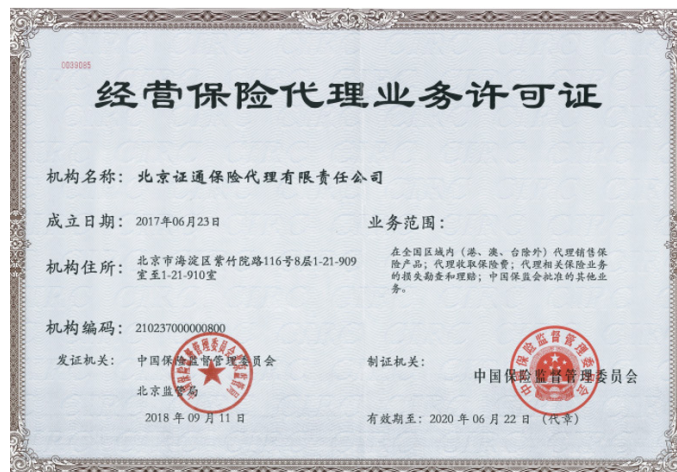 0039085
经营保险代理业务许可证
机构名称：北京证通保险代理有限责任公司
成立日期：2017年06月23日
业务范围：
机构住所：北京市海淀区紫竹院路116号8层1-21-909
室至1-21-910室
在全国区域内（港、澳、台除外）代理销售保
险产品；代理收取保险费；代理相关保险业务
的损失勘查和理赔；中国保监会批准的其他业
务。
机构编码：210237000000800
发证机关：中国保险监督管理委员会
北京监管局
2018 年 09 月 11 日
制证机关：
中国保险监督管理委员会
有效期至：2020 年 06 月 22 日 （代章）